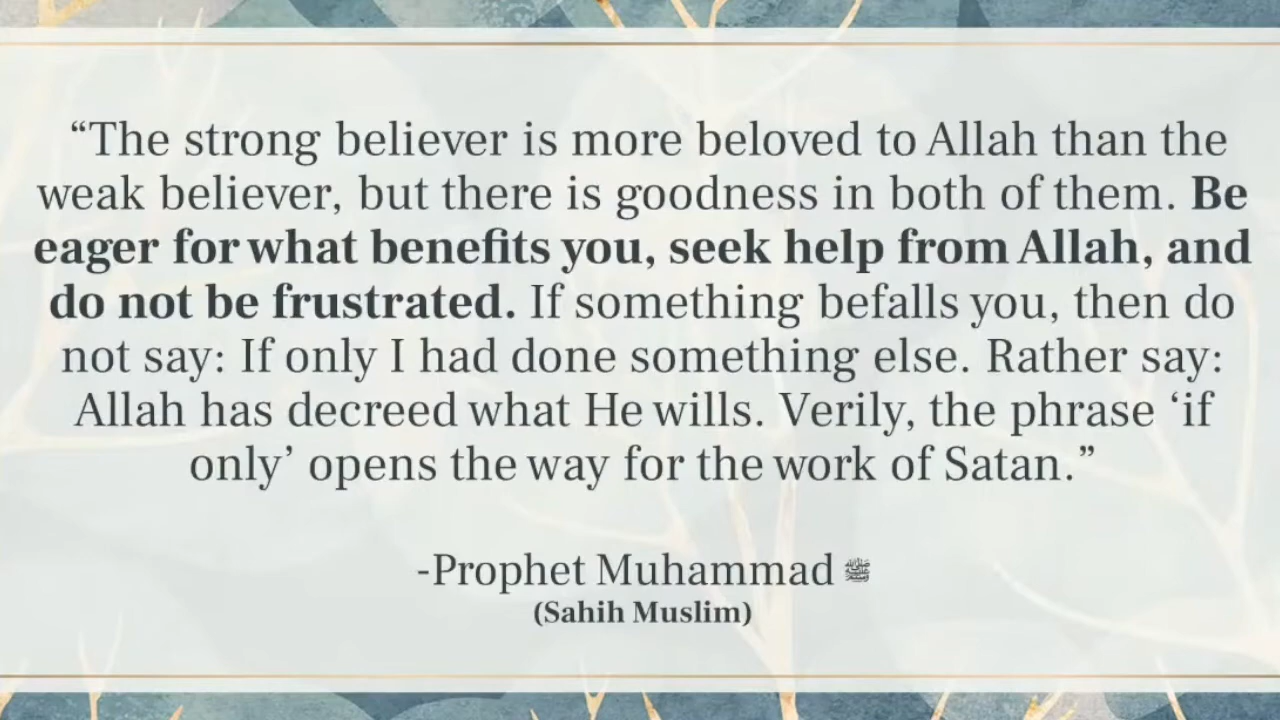 “The strong believer is more beloved to Allah than the
weak believer, but there is goodness in both of them. Be
eager for what benefits you, seek help from Allah, and
do not be frustrated. If something befalls you, then do
not say: If only I had done something else. Rather say:
Allah has decreed what He wills. Verily, the phrase ‘if
only’ opens the way for the work of Satan.”
-Prophet Muhammad ﷺ
(Sahih Muslim)